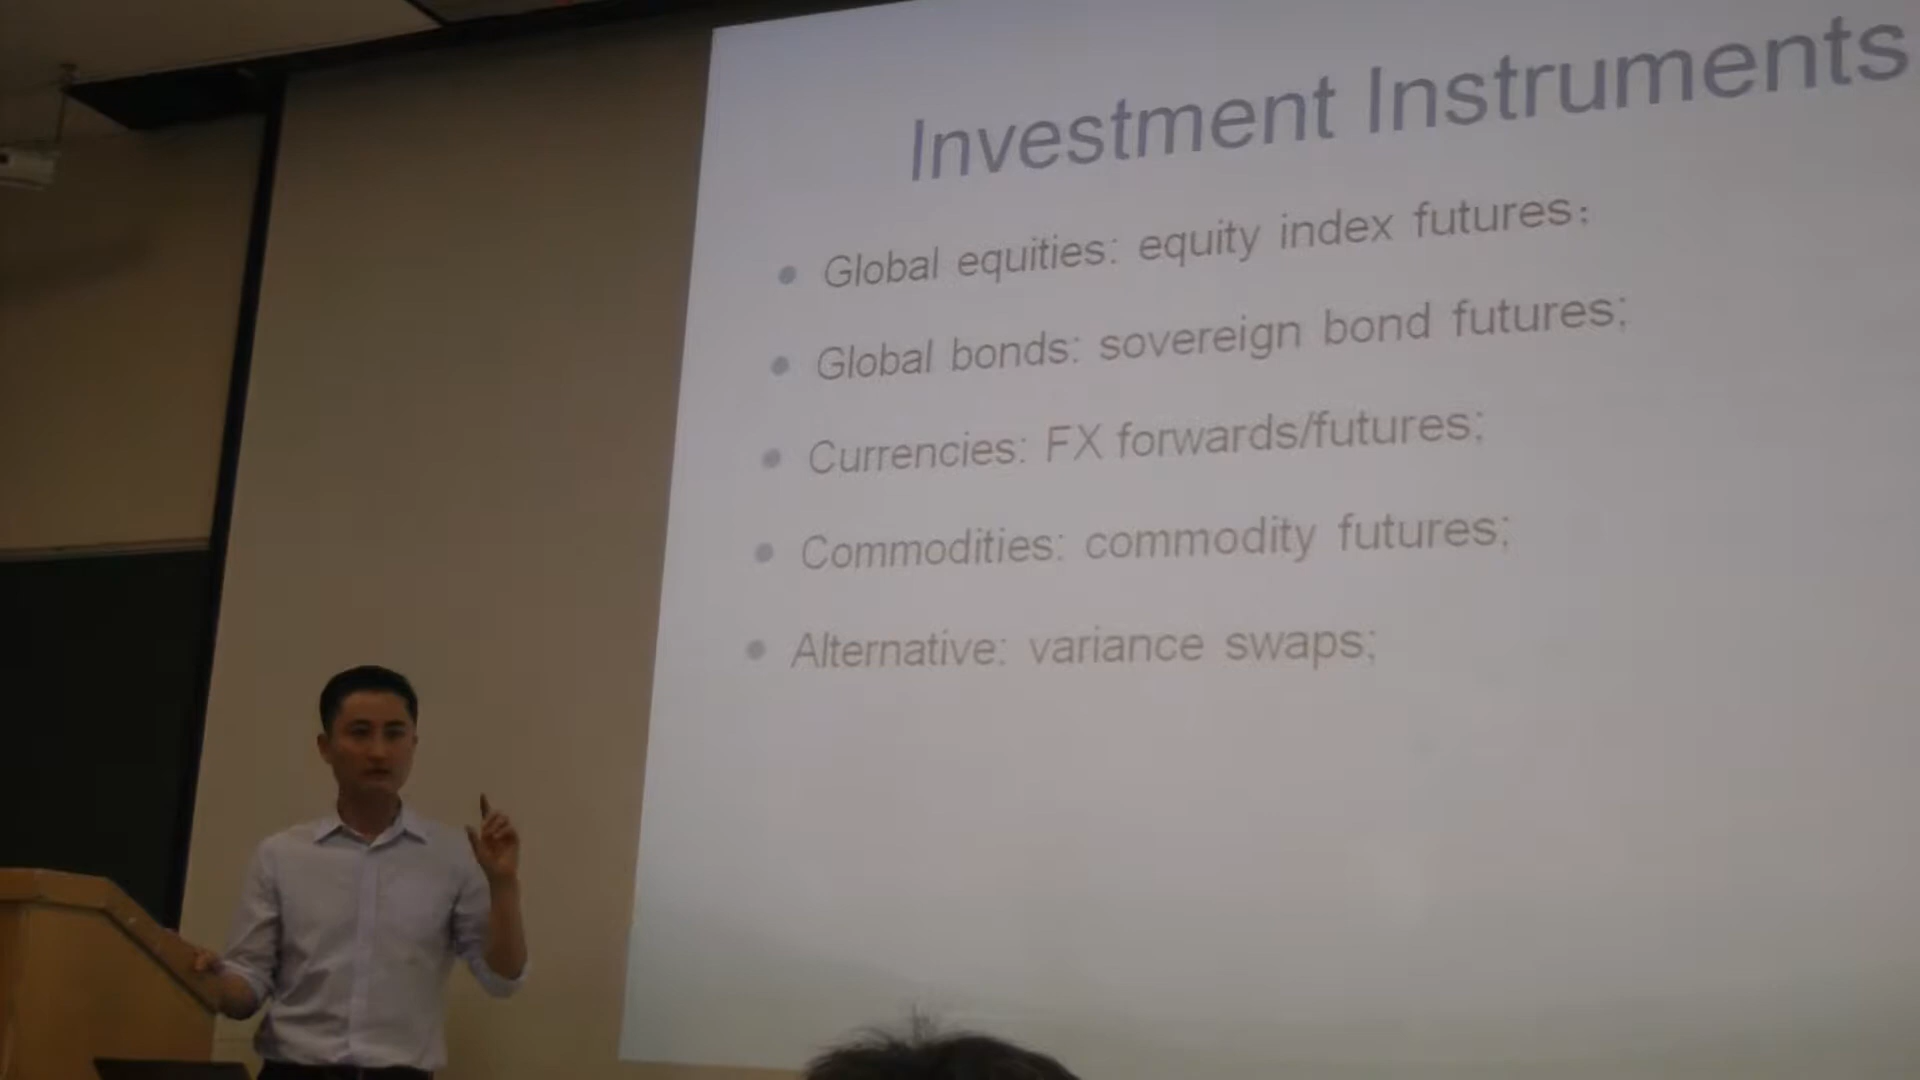 Investment Instruments
• Global equities: equity index futures;
• Global bonds: sovereign bond futures;
• Currencies: FX forwards/futures;
• Commodities: commodity futures;
• Alternative: variance swaps;